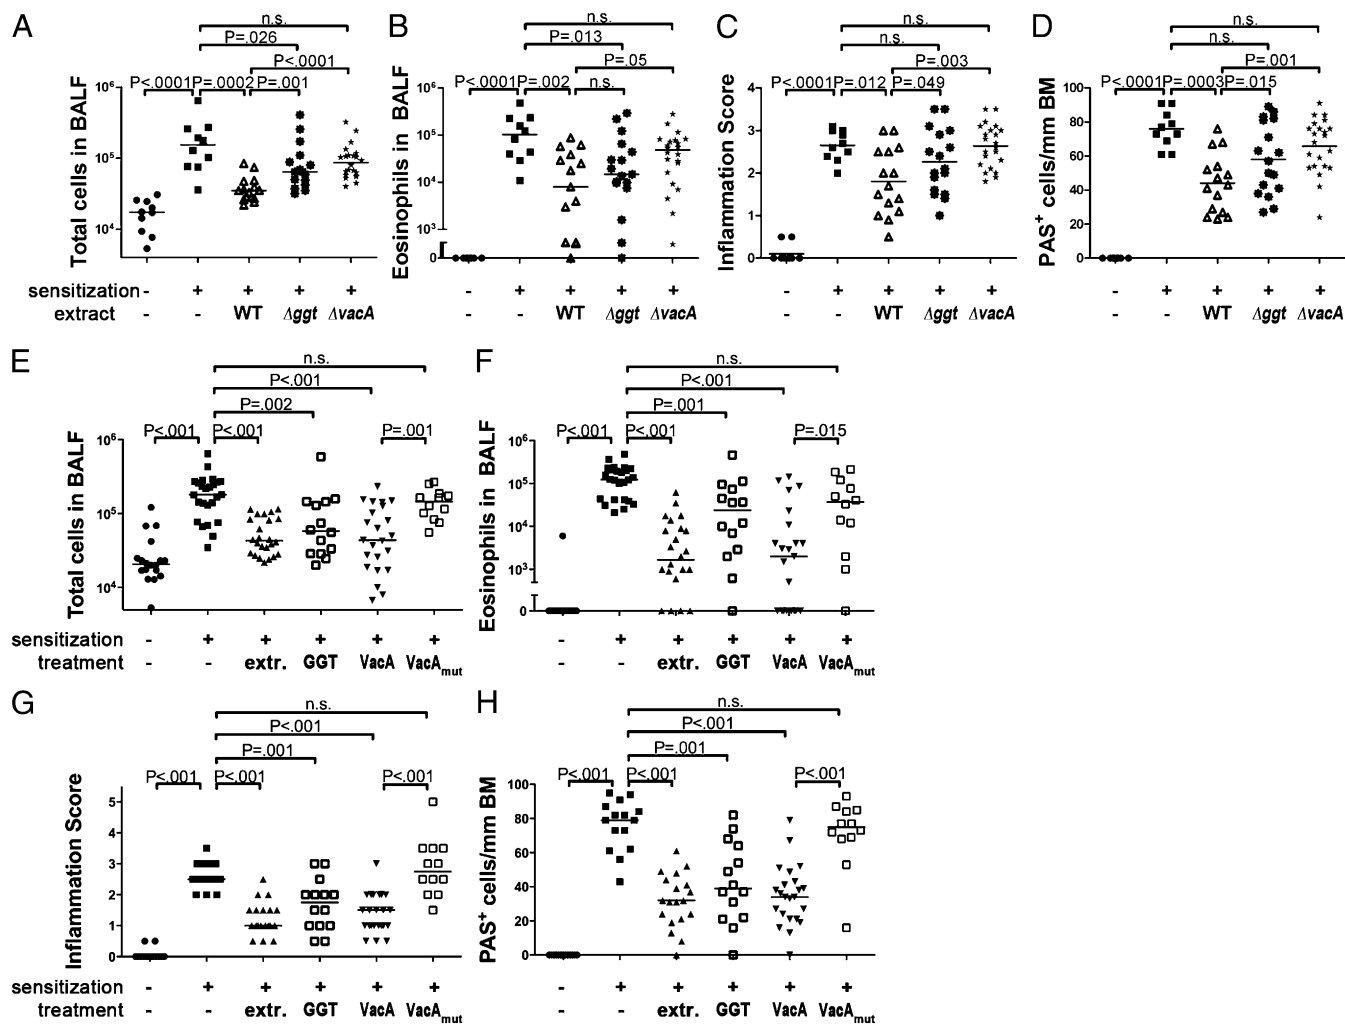 A
B
C
D
n.s.
P=.026
P<.0001
P<.0001 P=.0002 P=.001
Total cells in BALF
10⁶
10⁵
10⁴
n.s.
P=.013
P=.05
P<.0001 P=.002 n.s.
Eosinophils in BALF
10⁶
10⁵
10⁴
10³
0
n.s.
n.s.
P=.003
P<.0001 P=.012 P=.049
Inflammation Score
4
3
2
1
0
n.s.
n.s.
P=.001
P<.0001 P=.0003 P=.015
PAS⁺ cells/mm BM
100
80
60
40
20
0
sensitization - + + + + - + + + + - + + + + - + + + +
extract - - WT Δggt ΔvacA - - WT Δggt ΔvacA - - WT Δggt ΔvacA - - WT Δggt ΔvacA
E
F
n.s.
P<.001
P=.002
P<.001 P<.001 P=.001
Total cells in BALF
10⁶
10⁵
10⁴
n.s.
P<.001
P=.001
P<.001 P<.001 P=.015
Eosinophils in BALF
10⁶
10⁵
10⁴
10³
0
sensitization - + + + + + - + + + + +
treatment - - extr. GGT VacA VacAmut - - extr. GGT VacA VacAmut
G
H
n.s.
P<.001
P=.001
P<.001 P<.001 P<.001
Inflammation Score
5
4
3
2
1
0
n.s.
P<.001
P=.001
P<.001 P<.001 P<.001
PAS⁺ cells/mm BM
100
80
60
40
20
0
sensitization - + + + + + - + + + + +
treatment - - extr. GGT VacA VacAmut - - extr. GGT VacA VacAmut